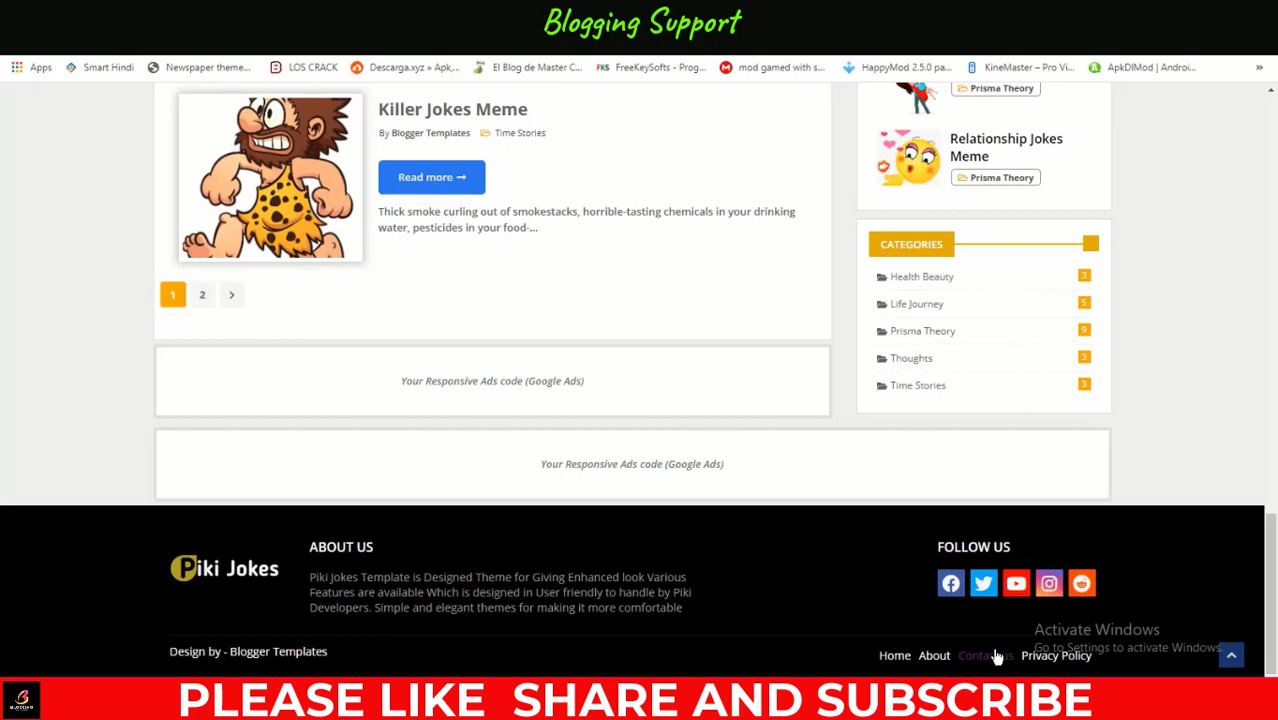 Blogging Support
Apps
Smart Hindi
Newspaper theme...
LOS CRACK
Descarga.xyz » Apk,...
El Blog de Master C...
FKS FreeKeySofts - Prog...
mod gamed with s...
HappyMod 2.5.0 pa...
KineMaster – Pro Vi...
ApkDlMod | Androi...
»
Killer Jokes Meme
By Blogger Templates
Time Stories
Read more →
Thick smoke curling out of smokestacks, horrible-tasting chemicals in your drinking
water, pesticides in your food-...
1
2
Prisma Theory
Relationship Jokes
Meme
Prisma Theory
CATEGORIES
Health Beauty 3
Life Journey 5
Prisma Theory 9
Thoughts 3
Time Stories 3
Your Responsive Ads code (Google Ads)
Your Responsive Ads code (Google Ads)
Piki Jokes
ABOUT US
Piki Jokes Template is Designed Theme for Giving Enhanced look Various
Features are available Which is designed in User friendly to handle by Piki
Developers. Simple and elegant themes for making it more comfortable
FOLLOW US
Activate Windows
Go to Settings to activate Windows.
Design by - Blogger Templates
Home About Contact us Privacy Policy
PLEASE LIKE SHARE AND SUBSCRIBE